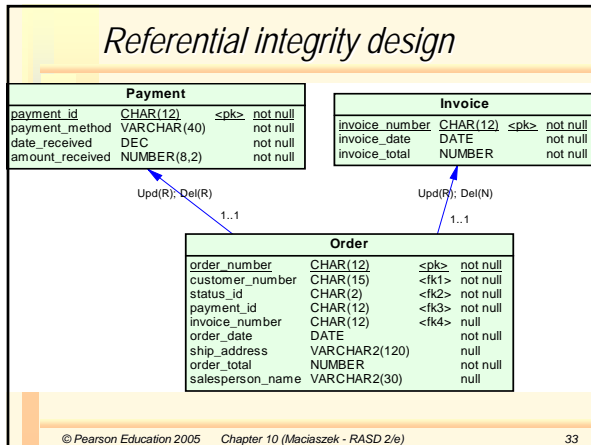 Referential integrity design
Payment
payment_id CHAR(12) <pk> not null
payment_method VARCHAR(40) not null
date_received DEC not null
amount_received NUMBER(8,2) not null
Invoice
invoice_number CHAR(12) <pk> not null
invoice_date DATE not null
invoice_total NUMBER not null
Upd(R); Del(R)
1..1
Upd(R); Del(N)
1..1
Order
order_number CHAR(12) <pk> not null
customer_number CHAR(15) <fk1> not null
status_id CHAR(2) <fk2> not null
payment_id CHAR(12) <fk3> not null
invoice_number CHAR(12) <fk4> null
order_date DATE not null
ship_address VARCHAR2(120) null
order_total NUMBER not null
salesperson_name VARCHAR2(30) null
© Pearson Education 2005 Chapter 10 (Maciaszek - RASD 2/e) 33